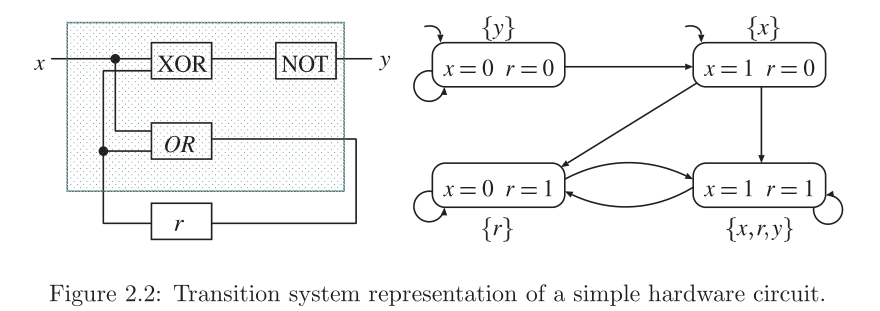 {y} {x}
x XOR NOT y
x = 0 r = 0 x = 1 r = 0
OR
x = 0 r = 1 x = 1 r = 1
r {r} {x, r, y}
Figure 2.2: Transition system representation of a simple hardware circuit.